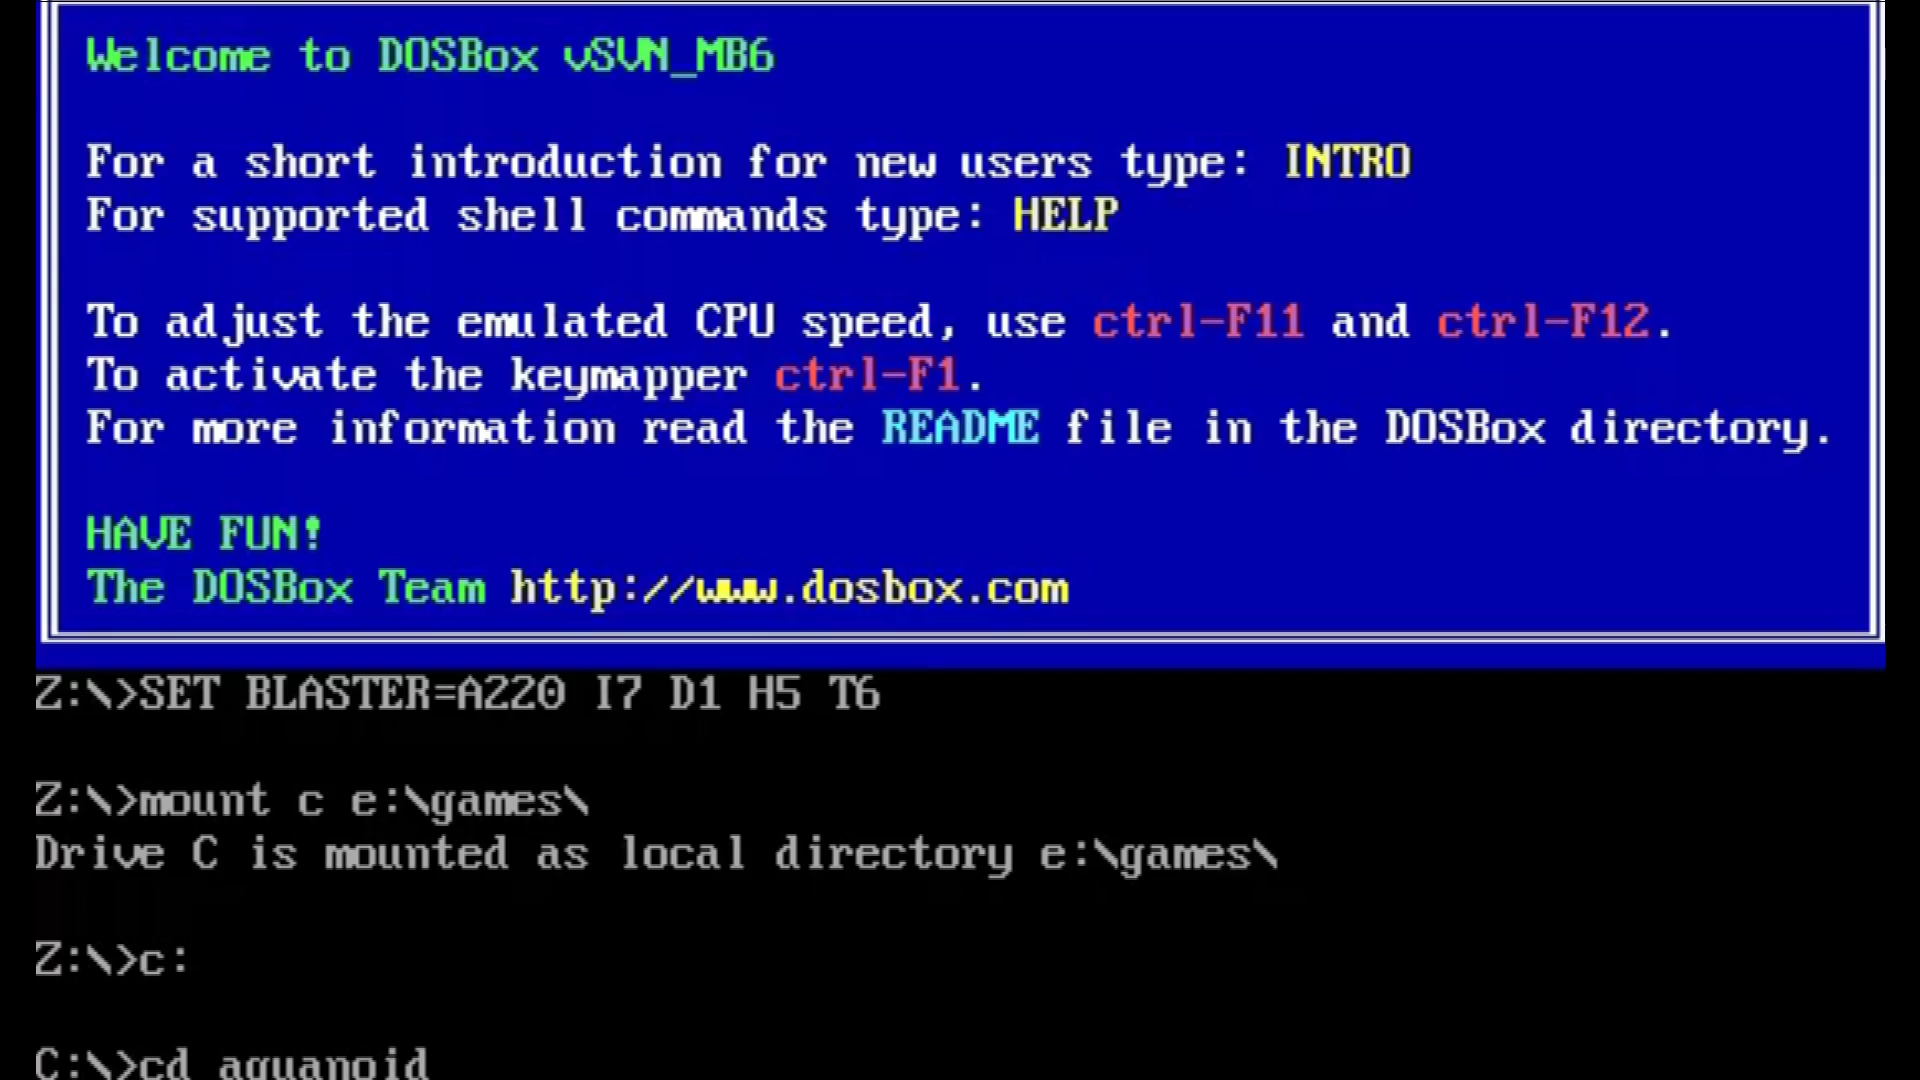 Welcome to DOSBox vSVN_MB6
For a short introduction for new users type: INTRO
For supported shell commands type: HELP
To adjust the emulated CPU speed, use ctrl-F11 and ctrl-F12.
To activate the keymapper ctrl-F1.
For more information read the README file in the DOSBox directory.
HAVE FUN!
The DOSBox Team http://www.dosbox.com
Z:\>SET BLASTER=A220 I7 D1 H5 T6
Z:\>mount c e:\games\
Drive C is mounted as local directory e:\games\
Z:\>c:
C:\>cd aquanoid